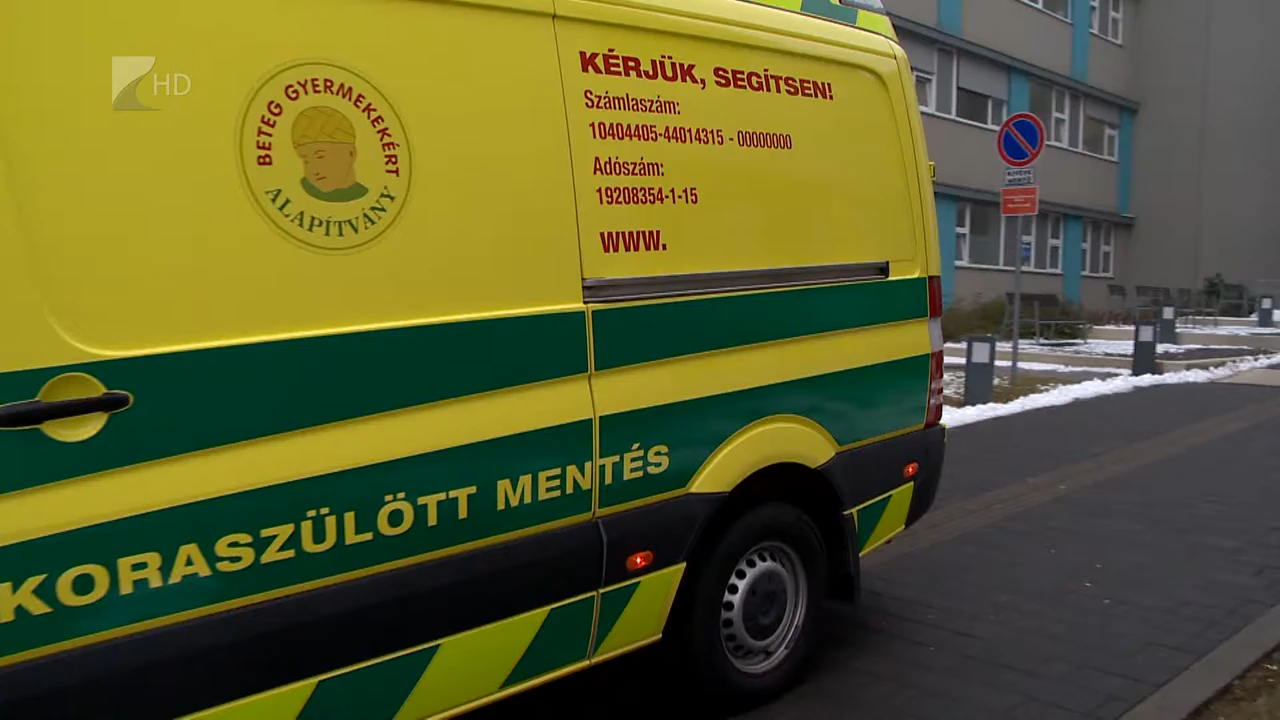 HD
BETEG GYERMEKEKÉRT
ALAPÍTVÁNY
KÉRJÜK, SEGÍTSEN!
Számlaszám:
10404405-44014315 - 00000000
Adószám:
19208354-1-15
WWW.
KORASZÜLÖTT MENTÉS